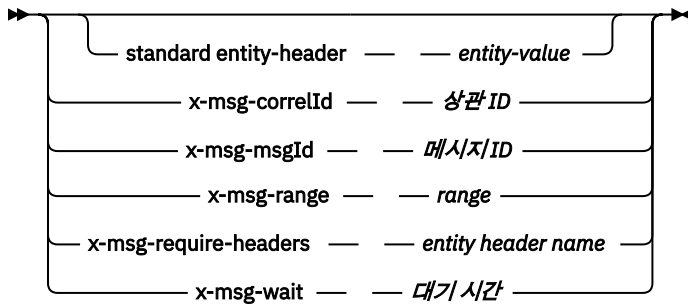 standard entity-header entity-value
x-msg-correlId 상관 ID
x-msg-msgId 메시지 ID
x-msg-range range
x-msg-require-headers entity header name
x-msg-wait 대기 시간